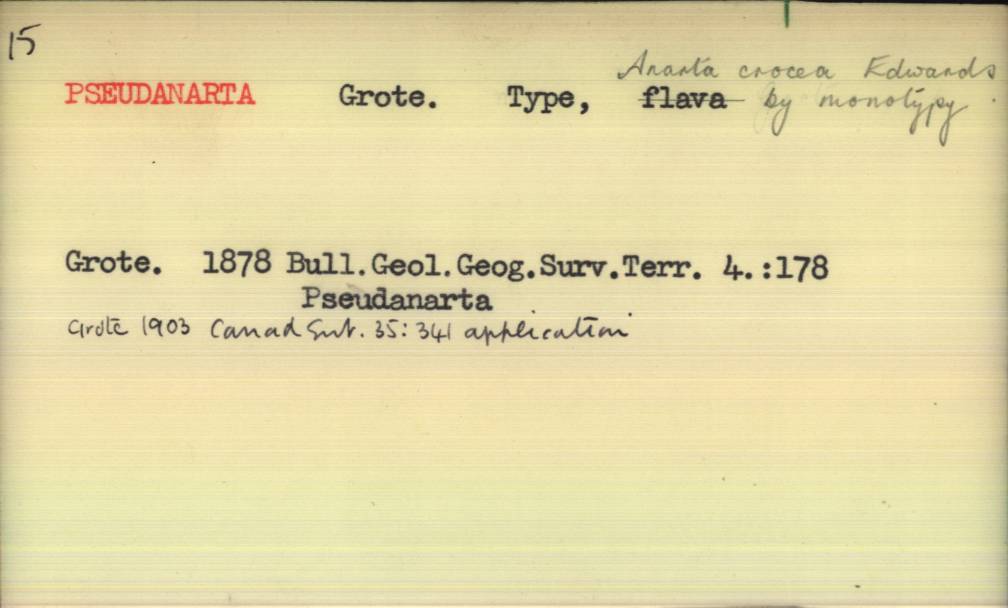 15
Anarta crocea Edwards
PSEUDANARTA Grote. Type, flava by monotypy
Grote. 1878 Bull.Geol.Geog.Surv.Terr. 4.:178
Pseudanarta
Grote 1903 Canad Ent. 35: 341 application